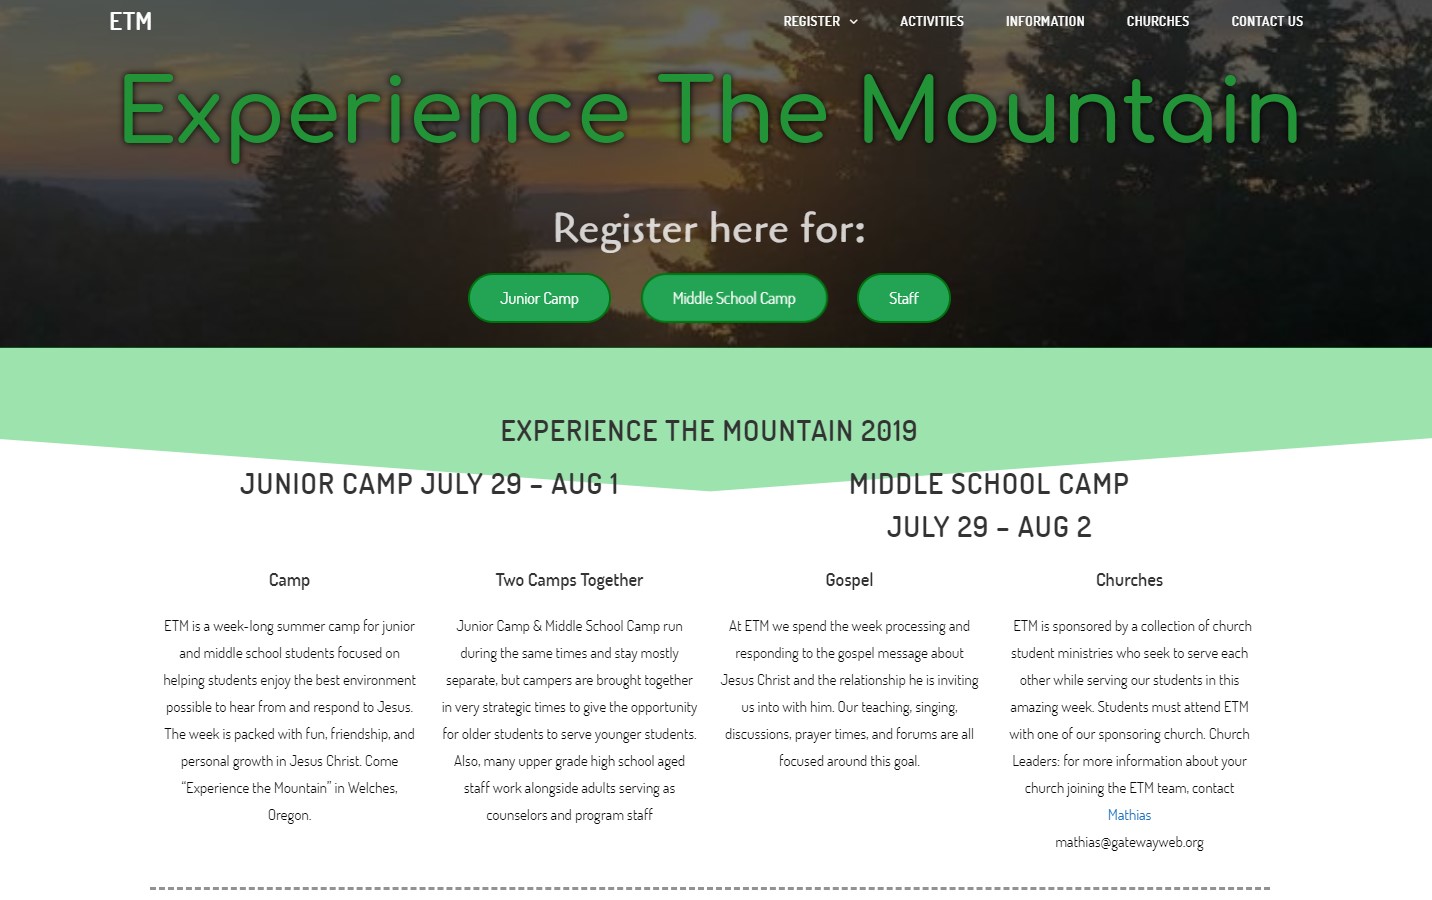 ETM
REGISTER
ACTIVITIES
INFORMATION
CHURCHES
CONTACT US
Experience The Mountain
Register here for:
Junior Camp
Middle School Camp
Staff
EXPERIENCE THE MOUNTAIN 2019
JUNIOR CAMP JULY 29 – AUG 1
MIDDLE SCHOOL CAMP
JULY 29 – AUG 2
Camp
ETM is a week-long summer camp for junior
and middle school students focused on
helping students enjoy the best environment
possible to hear from and respond to Jesus.
The week is packed with fun, friendship, and
personal growth in Jesus Christ. Come
“Experience the Mountain” in Welches,
Oregon.
Two Camps Together
Junior Camp & Middle School Camp run
during the same times and stay mostly
separate, but campers are brought together
in very strategic times to give the opportunity
for older students to serve younger students.
Also, many upper grade high school aged
staff work alongside adults serving as
counselors and program staff
Gospel
At ETM we spend the week processing and
responding to the gospel message about
Jesus Christ and the relationship he is inviting
us into with him. Our teaching, singing,
discussions, prayer times, and forums are all
focused around this goal.
Churches
ETM is sponsored by a collection of church
student ministries who seek to serve each
other while serving our students in this
amazing week. Students must attend ETM
with one of our sponsoring church. Church
Leaders: for more information about your
church joining the ETM team, contact
Mathias
mathias@gatewayweb.org